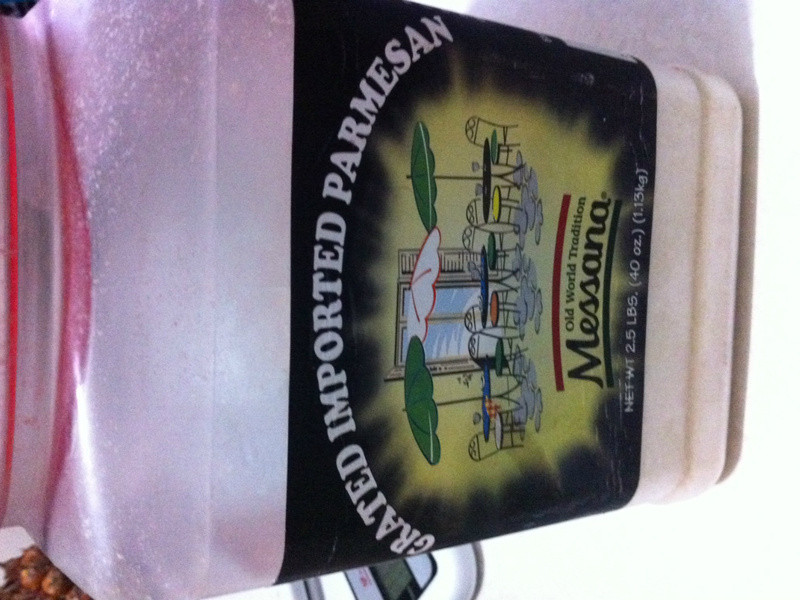 GRATED IMPORTED PARMESAN
Old World Tradition
Messana®
NET WT 2.5 LBS. (40 oz.) (1.13kg)